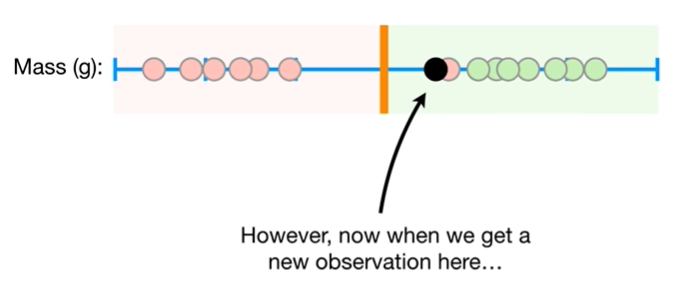 Mass (g):
However, now when we get a
new observation here…